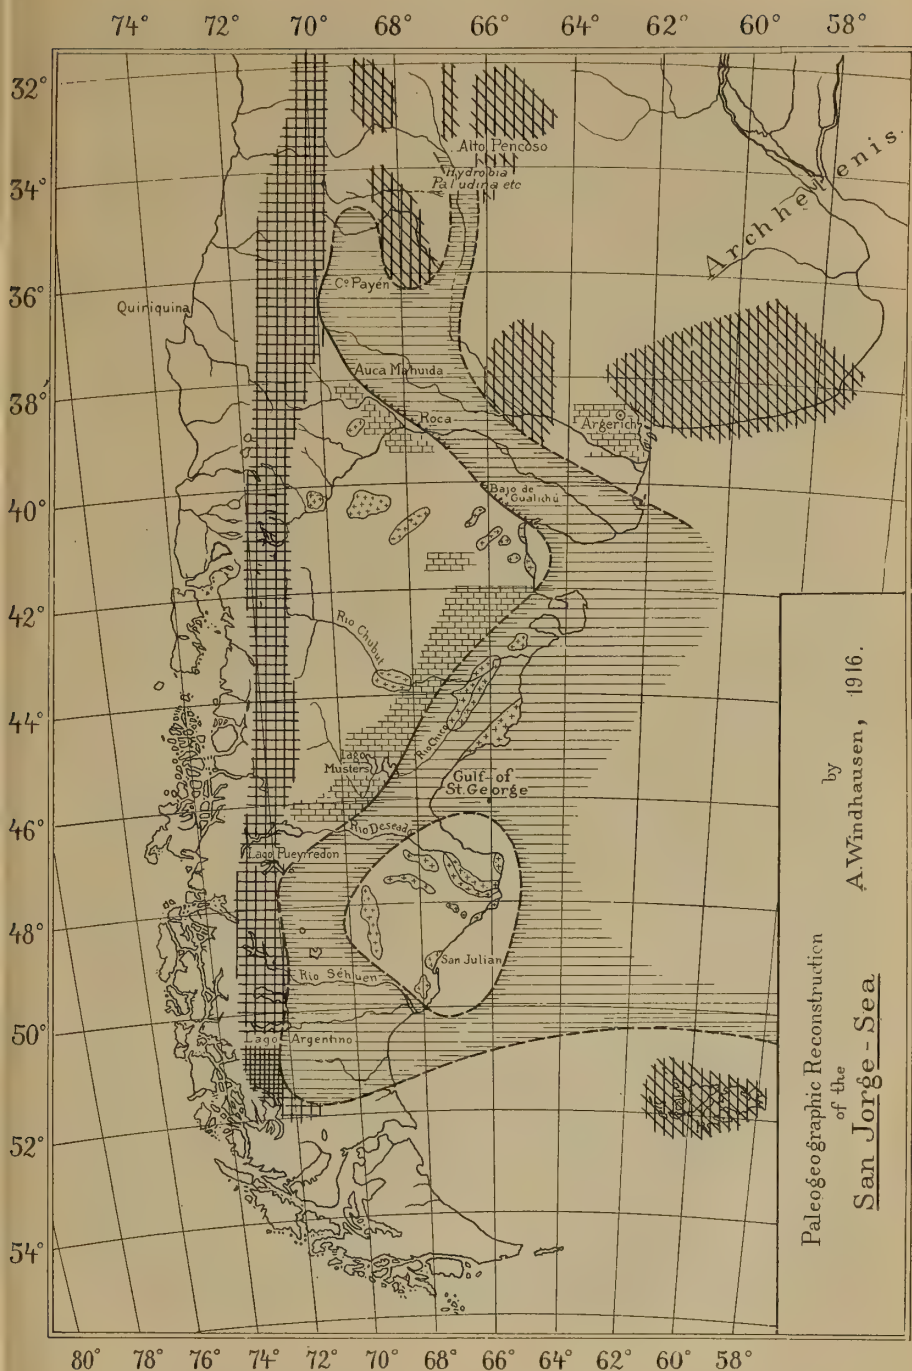 74° 72° 70° 68° 66° 64° 62° 60° 58°
32°
34°
36°
38°
40°
42°
44°
46°
48°
50°
52°
54°
Alto Pencoso
Hydrobia
Paludina etc
Archhelenis
Cº Payén
Quiriquina
Auca Mahuida
Roca
Argerich
Bajo de
Gualichú
Rio Chubut
Rio Chico
Lago
Musters
Gulf of
St. George
Rio Deseado
Lago Pueyrredon
San Julian
Rio Sehuen
Lago Argentino
Paleogeographic Reconstruction
of the
San Jorge-Sea
by
A. Windhausen, 1916.
80° 78° 76° 74° 72° 70° 68° 66° 64° 62° 60° 58°